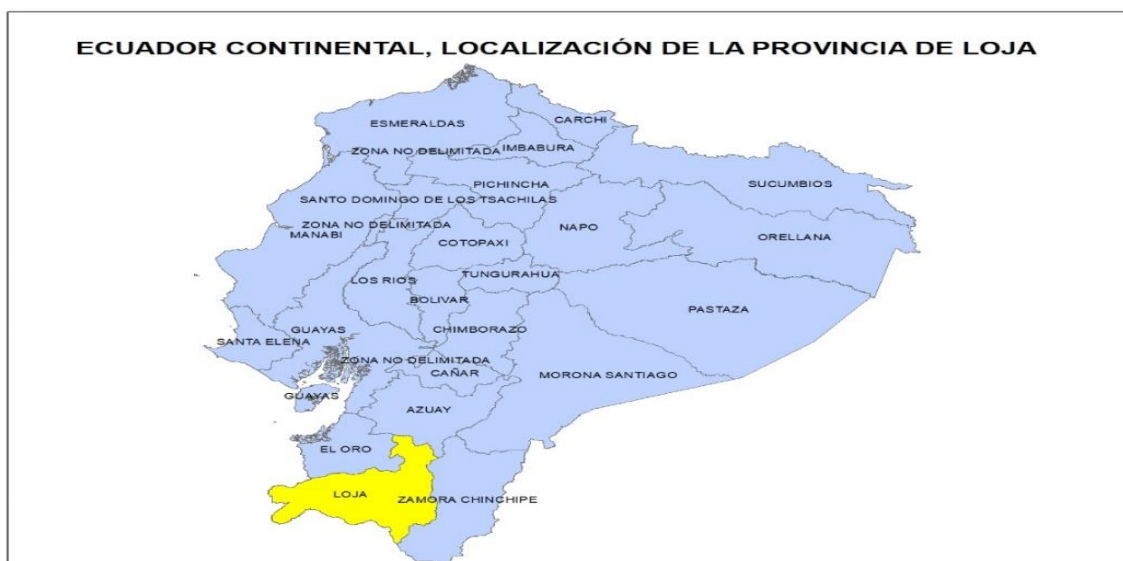 ECUADOR CONTINENTAL, LOCALIZACIÓN DE LA PROVINCIA DE LOJA
CARCHI
ESMERALDAS
IMBABURA
ZONA NO DELIMITADA
PICHINCHA
SUCUMBIOS
SANTO DOMINGO DE LOS TSACHILAS
ZONA NO DELIMITADA
NAPO
MANABI
ORELLANA
COTOPAXI
TUNGURAHUA
LOS RIOS
BOLIVAR
PASTAZA
GUAYAS
CHIMBORAZO
SANTA ELENA
ZONA NO DELIMITADA
CAÑAR
MORONA SANTIAGO
GUAYAS
AZUAY
EL ORO
LOJA
ZAMORA CHINCHIPE